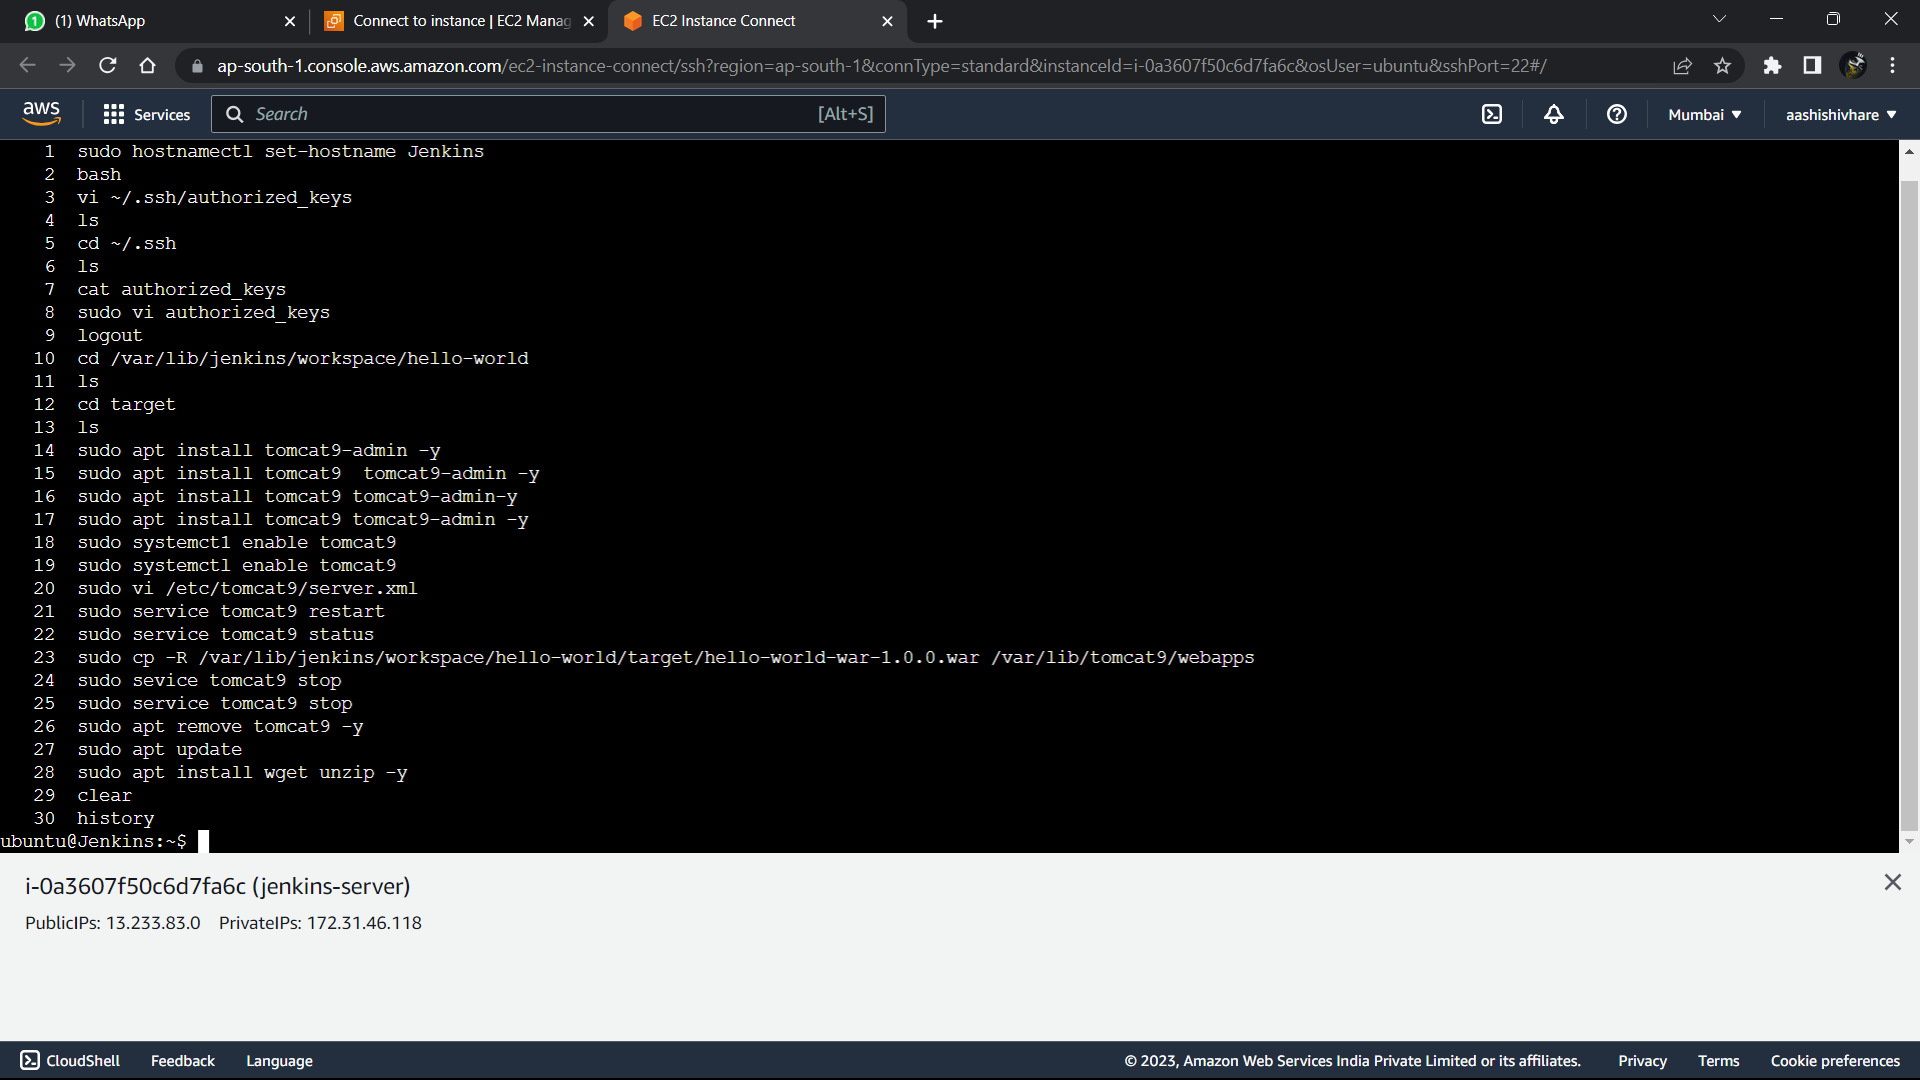 (1) WhatsApp
Connect to instance | EC2 Manag
EC2 Instance Connect
ap-south-1.console.aws.amazon.com/ec2-instance-connect/ssh?region=ap-south-1&connType=standard&instanceId=i-0a3607f50c6d7fa6c&osUser=ubuntu&sshPort=22#/
aws Services Search [Alt+S] Mumbai ▼ aashishivhare ▼
1 sudo hostnamectl set-hostname Jenkins
2 bash
3 vi ~/.ssh/authorized_keys
4 ls
5 cd ~/.ssh
6 ls
7 cat authorized_keys
8 sudo vi authorized_keys
9 logout
10 cd /var/lib/jenkins/workspace/hello-world
11 ls
12 cd target
13 ls
14 sudo apt install tomcat9-admin -y
15 sudo apt install tomcat9  tomcat9-admin -y
16 sudo apt install tomcat9 tomcat9-admin-y
17 sudo apt install tomcat9 tomcat9-admin -y
18 sudo systemct1 enable tomcat9
19 sudo systemctl enable tomcat9
20 sudo vi /etc/tomcat9/server.xml
21 sudo service tomcat9 restart
22 sudo service tomcat9 status
23 sudo cp -R /var/lib/jenkins/workspace/hello-world/target/hello-world-war-1.0.0.war /var/lib/tomcat9/webapps
24 sudo sevice tomcat9 stop
25 sudo service tomcat9 stop
26 sudo apt remove tomcat9 -y
27 sudo apt update
28 sudo apt install wget unzip -y
29 clear
30 history
ubuntu@Jenkins:~$
i-0a3607f50c6d7fa6c (jenkins-server)
PublicIPs: 13.233.83.0 PrivateIPs: 172.31.46.118
CloudShell Feedback Language © 2023, Amazon Web Services India Private Limited or its affiliates. Privacy Terms Cookie preferences